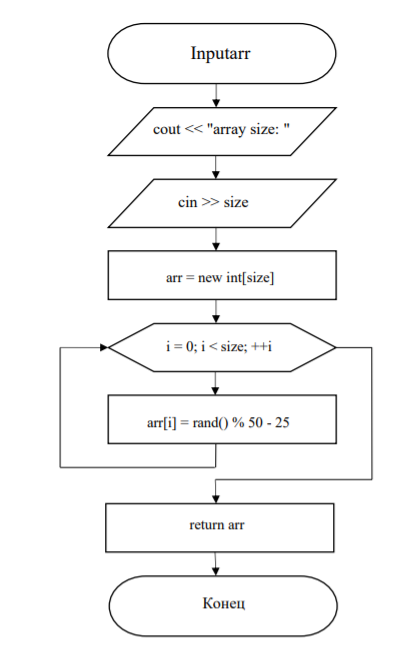 Inputarr
cout << "array size: "
cin >> size
arr = new int[size]
i = 0; i < size; ++i
arr[i] = rand() % 50 - 25
return arr
Конец